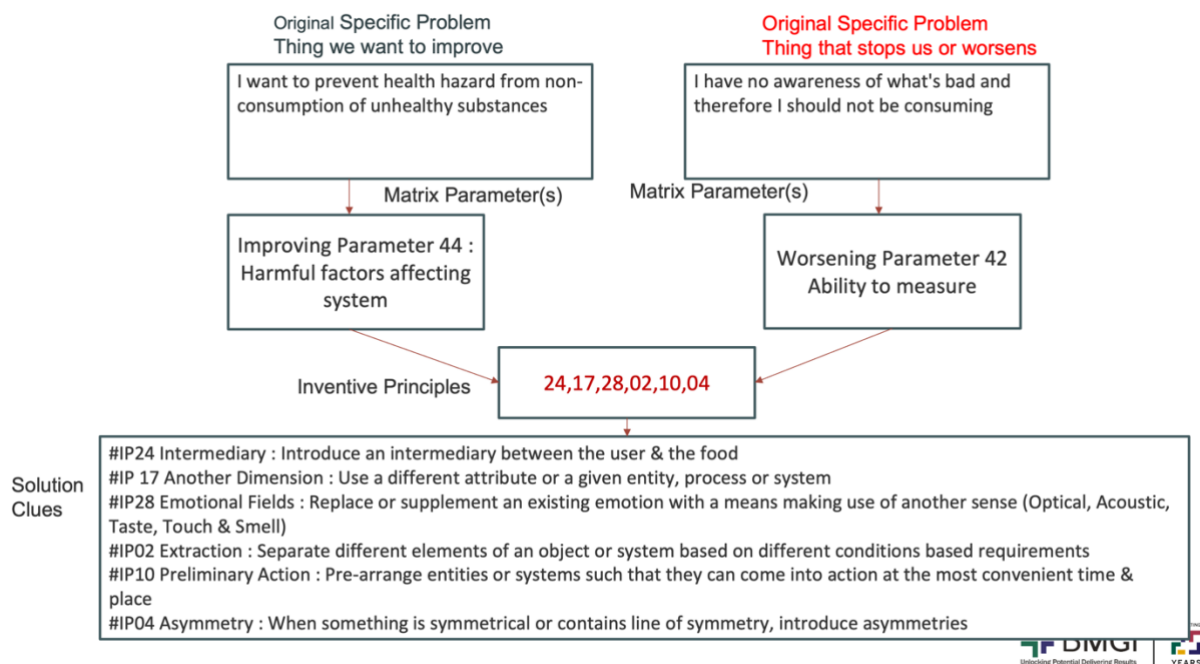 Original Specific Problem
Thing we want to improve
Original Specific Problem
Thing that stops us or worsens
I want to prevent health hazard from non-
consumption of unhealthy substances
I have no awareness of what's bad and
therefore I should not be consuming
Matrix Parameter(s)
Matrix Parameter(s)
Improving Parameter 44 :
Harmful factors affecting
system
Worsening Parameter 42
Ability to measure
Inventive Principles
24,17,28,02,10,04
Solution
Clues
#IP24 Intermediary : Introduce an intermediary between the user & the food
#IP 17 Another Dimension : Use a different attribute or a given entity, process or system
#IP28 Emotional Fields : Replace or supplement an existing emotion with a means making use of another sense (Optical, Acoustic,
Taste, Touch & Smell)
#IP02 Extraction : Separate different elements of an object or system based on different conditions based requirements
#IP10 Preliminary Action : Pre-arrange entities or systems such that they can come into action at the most convenient time &
place
#IP04 Asymmetry : When something is symmetrical or contains line of symmetry, introduce asymmetries
BMGI
Unlocking Potential Delivering Results
YEARS